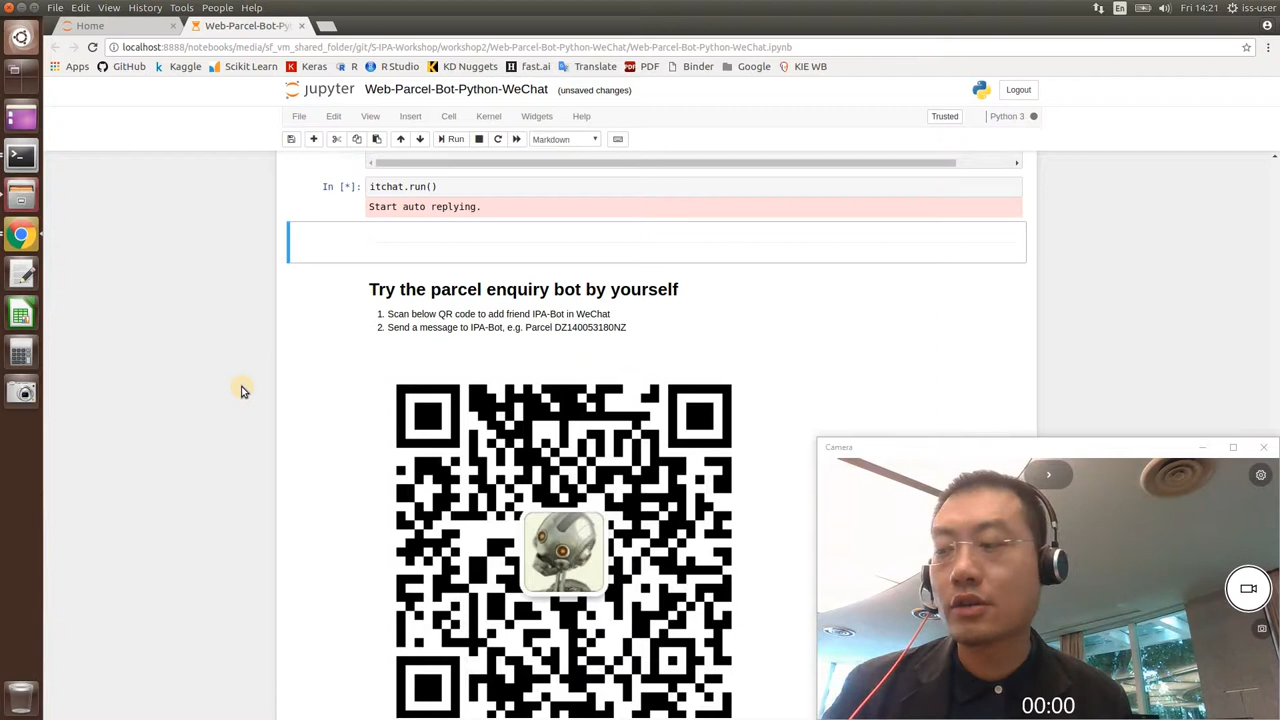 File Edit View History Tools People Help
En
Fri 14:21
iss-user
Home
Web-Parcel-Bot-Pyt
localhost:8888/notebooks/media/sf_vm_shared_folder/git/S-IPA-Workshop/workshop2/Web-Parcel-Bot-Python-WeChat/Web-Parcel-Bot-Python-WeChat.ipynb
Apps GitHub Kaggle Scikit Learn Keras R R Studio KD Nuggets fast.ai Translate PDF Binder Google KIE WB
jupyter Web-Parcel-Bot-Python-WeChat (unsaved changes)
Logout
File Edit View Insert Cell Kernel Widgets Help
Trusted
Python 3
Run
Markdown
In [*]: itchat.run()
Start auto replying.
Try the parcel enquiry bot by yourself
1. Scan below QR code to add friend IPA-Bot in WeChat
2. Send a message to IPA-Bot, e.g. Parcel DZ140053180NZ
Camera
00:00